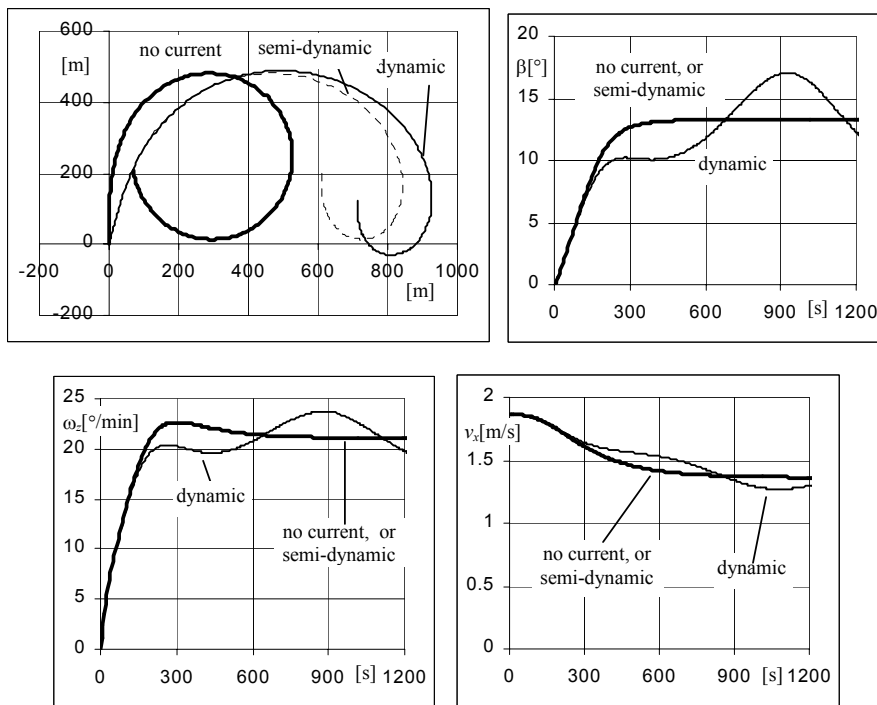 600
[m]
400
200
0
-200
-200
0
200
400
600
800
1000
[m]
no current
semi-dynamic
dynamic
20
β[°]
15
10
5
0
0
300
600
900
[s]
1200
no current, or
semi-dynamic
dynamic
25
ω_z[°/min]
20
15
10
5
0
0
300
600
900
[s]
1200
dynamic
no current, or
semi-dynamic
2
v_x[m/s]
1.5
1
0.5
0
0
300
600
900
[s]
1200
no current, or
semi-dynamic
dynamic